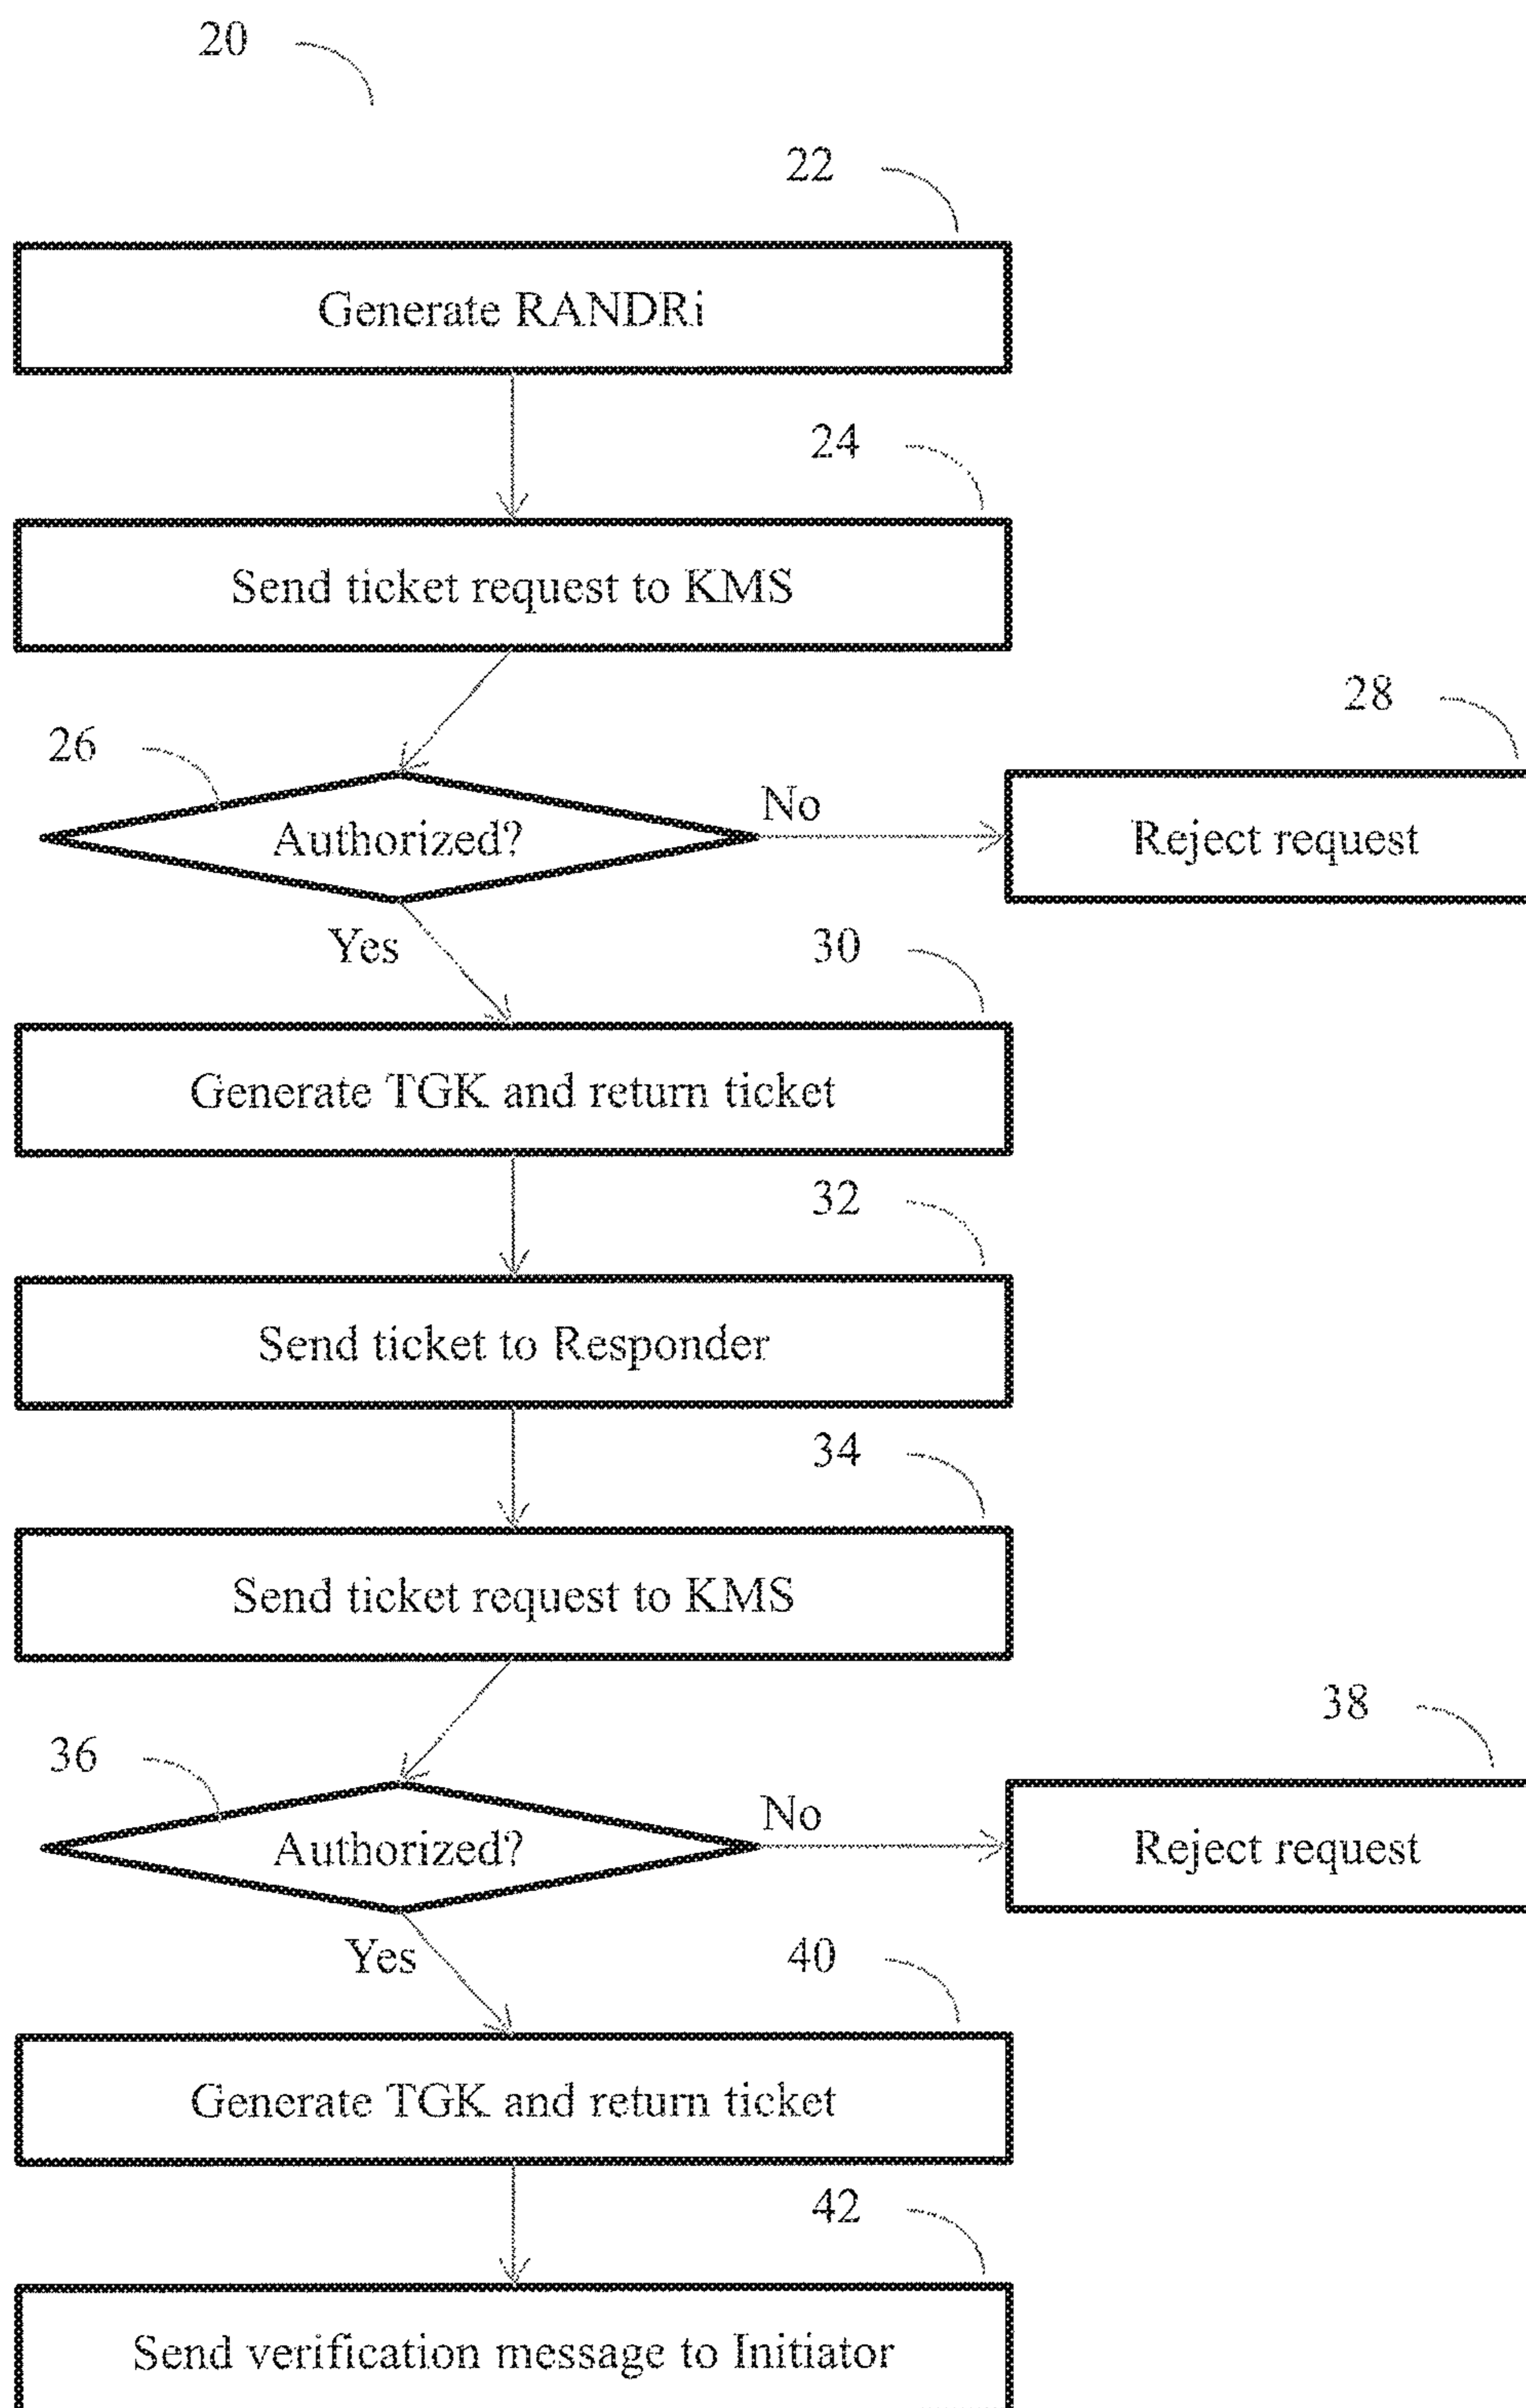 20
22
Generate RANDRi
24
Send ticket request to KMS
26
Authorized?
No
28
Reject request
Yes
30
Generate TGK and return ticket
32
Send ticket to Responder
34
Send ticket request to KMS
36
Authorized?
No
38
Reject request
Yes
40
Generate TGK and return ticket
42
Send verification message to Initiator